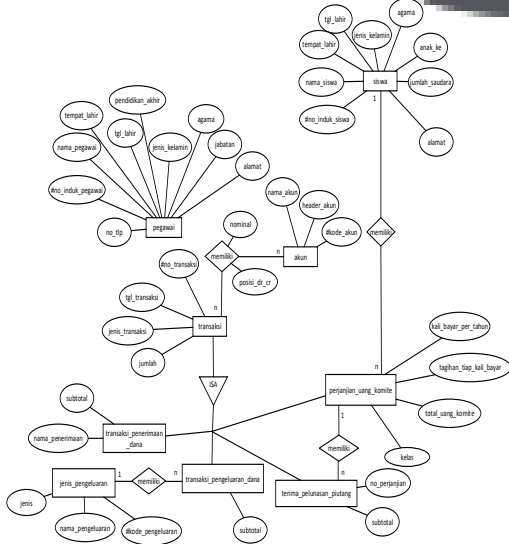 agama
tgl_lahir
jenis_kelamin
tempat_lahir
anak_ke
nama_siswa
siswa
jumlah_saudara
#no_induk_siswa
1
alamat
pendidikan_akhir
tempat_lahir
agama
tgl_lahir
nama_pegawai
jenis_kelamin
jabatan
alamat
#no_induk_pegawai
no_tlp
pegawai
nama_akun
header_akun
#kode_akun
nominal
#no_transaksi
memiliki
n
akun
memiliki
posisi_dr_cr
tgl_transaksi
n
jenis_transaksi
transaksi
jumlah
kali_bayar_per_tahun
tagihan_tiap_kali_bayar
n
ISA
perjanjian_uang_komite
total_uang_komite
subtotal
1
kelas
nama_penerimaan
transaksi_penerimaan
_dana
memiliki
jenis_pengeluaran
1
memiliki
n
transaksi_pengeluaran_dana
n
no_perjanjian
terima_pelunasan_piutang
jenis
nama_pengeluaran
#kode_pengeluaran
subtotal
subtotal